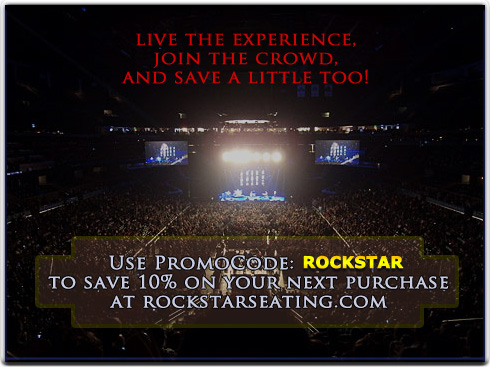 LIVE THE EXPERIENCE,
JOIN THE CROWD,
AND SAVE A LITTLE TOO!
USE PROMOCODE: ROCKSTAR
TO SAVE 10% ON YOUR NEXT PURCHASE
AT ROCKSTARSEATING.COM